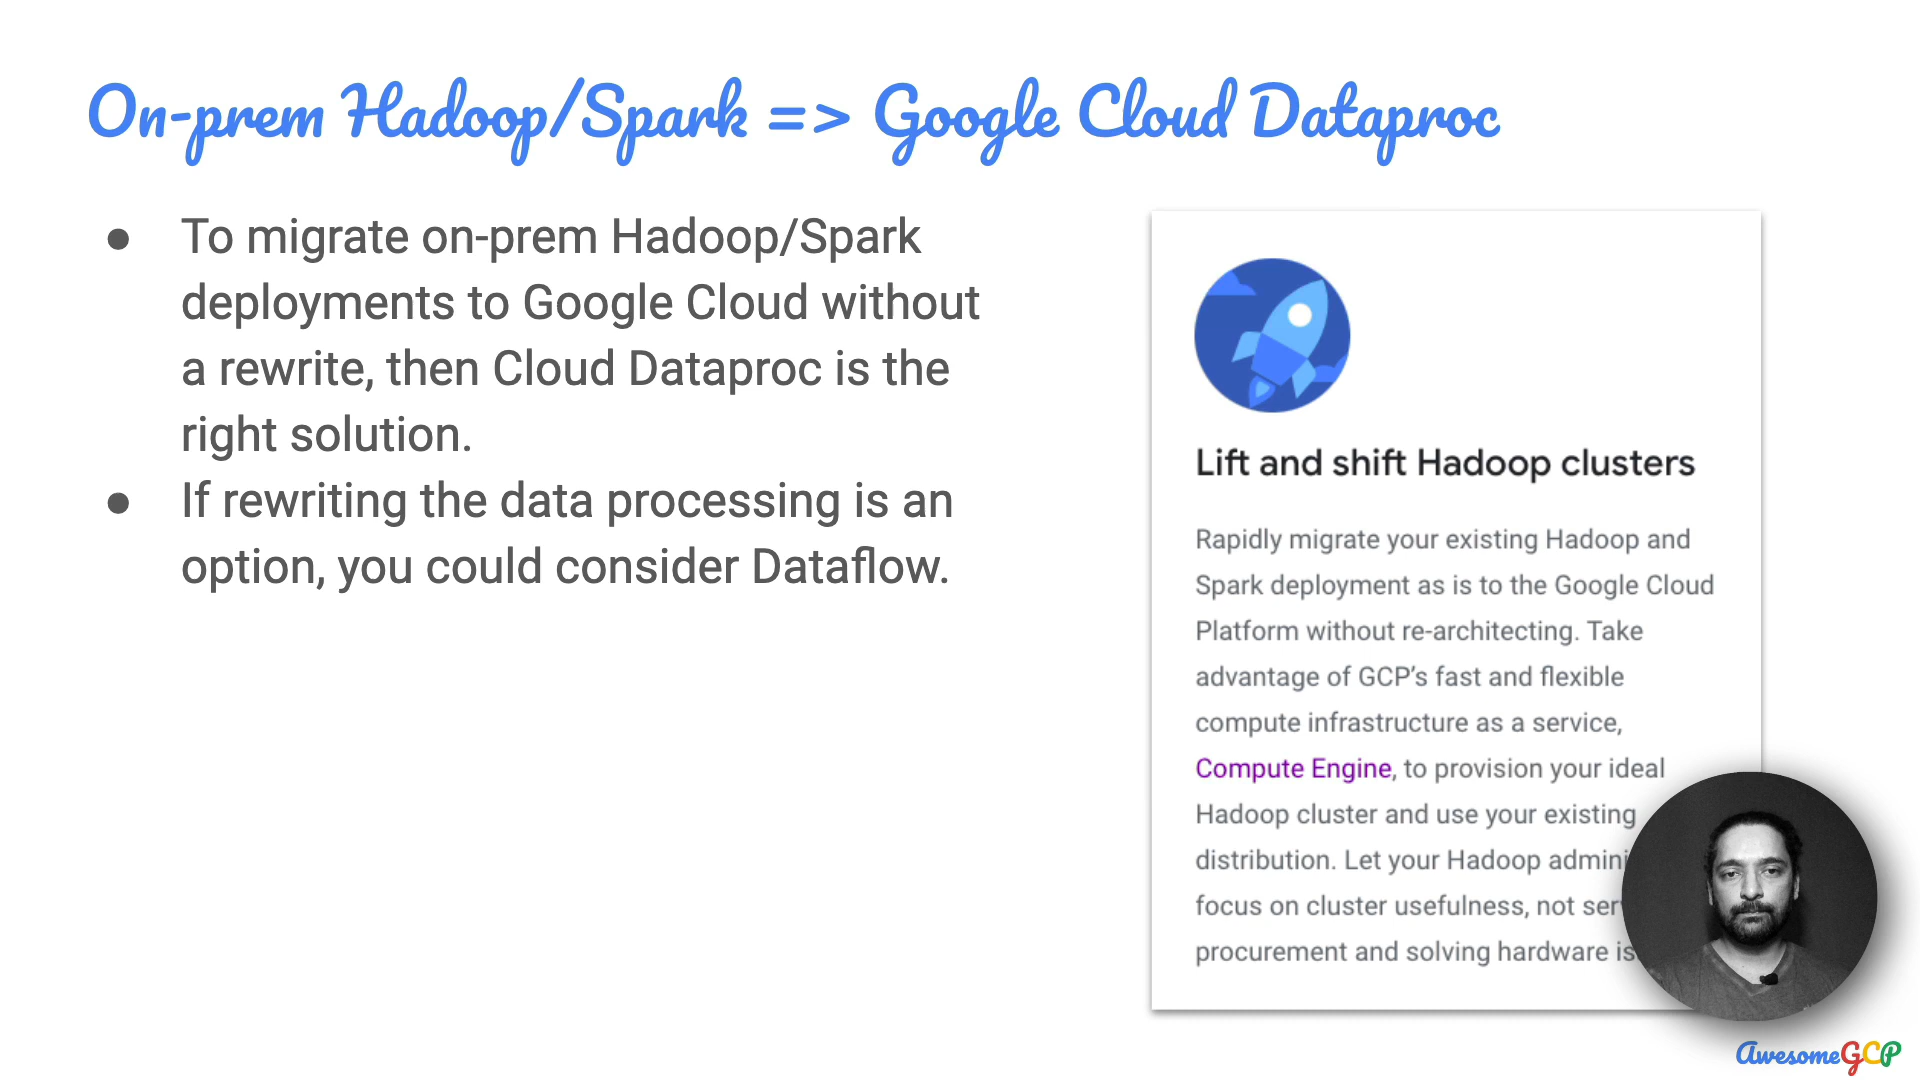 On-prem Hadoop/Spark => Google Cloud Dataproc
● To migrate on-prem Hadoop/Spark
deployments to Google Cloud without
a rewrite, then Cloud Dataproc is the
right solution.
● If rewriting the data processing is an
option, you could consider Dataflow.
Lift and shift Hadoop clusters
Rapidly migrate your existing Hadoop and
Spark deployment as is to the Google Cloud
Platform without re-architecting. Take
advantage of GCP’s fast and flexible
compute infrastructure as a service,
Compute Engine, to provision your ideal
Hadoop cluster and use your existing
distribution. Let your Hadoop
focus on cluster usefulness, not
procurement and solving hardware
AwesomeGCP